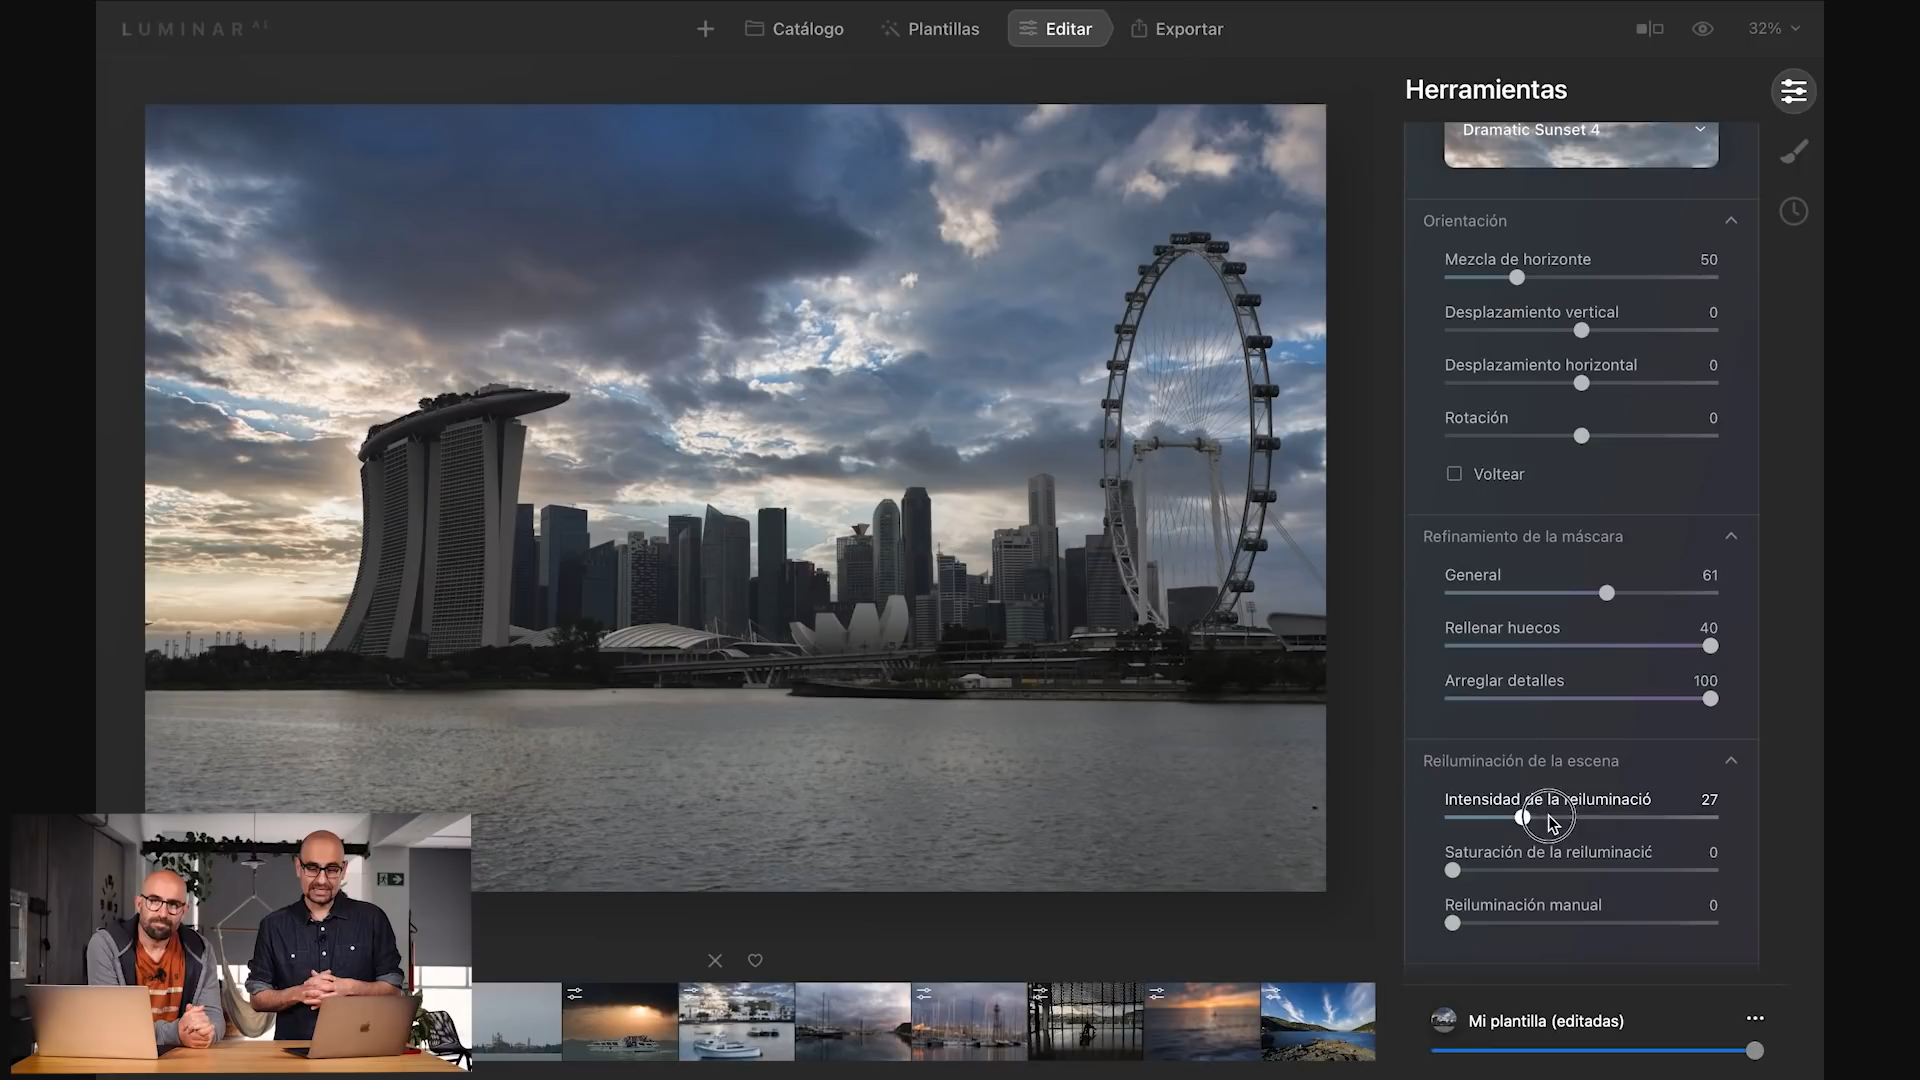 LUMINAR AI
Catálogo
Plantillas
Editar
Exportar
32%
Herramientas
Dramatic Sunset 4
Orientación
Mezcla de horizonte 50
Desplazamiento vertical 0
Desplazamiento horizontal 0
Rotación 0
Voltear
Refinamiento de la máscara
General 61
Rellenar huecos 40
Arreglar detalles 100
Reiluminación de la escena
Intensidad de la reiluminació 27
Saturación de la reiluminació 0
Reiluminación manual 0
Mi plantilla (editadas)